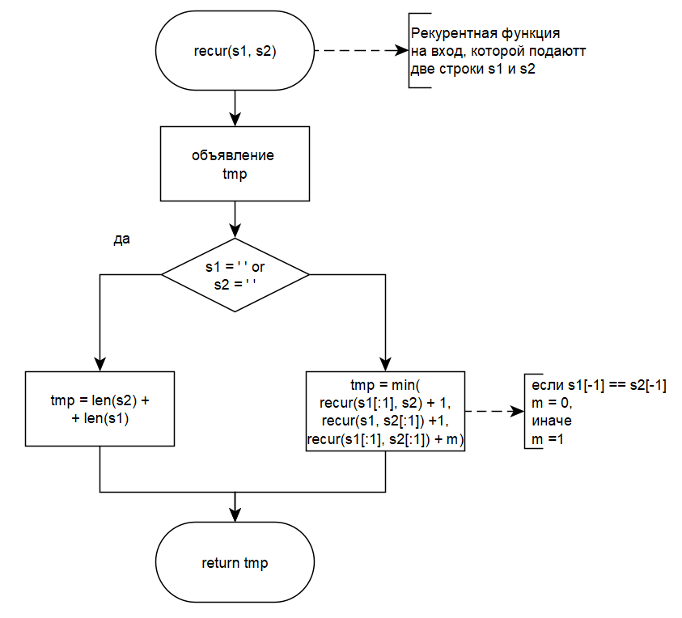 recur(s1, s2)
Рекурентная функция
на вход, которой подаютт
две строки s1 и s2
объявление
tmp
да
s1 = ' ' or
s2 = ' '
tmp = len(s2) +
+ len(s1)
tmp = min(
recur(s1[:1], s2) + 1,
recur(s1, s2[:1]) +1,
recur(s1[:1], s2[:1]) + m)
если s1[-1] == s2[-1]
m = 0,
иначе
m =1
return tmp